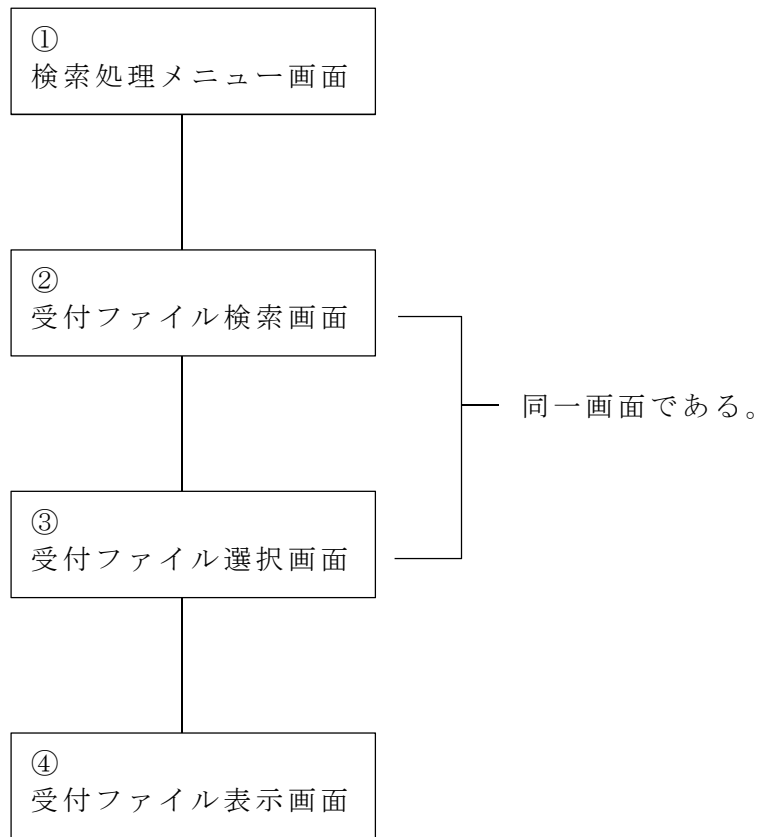 ①
検索処理メニュー画面
②
受付ファイル検索画面
同一画面である。
③
受付ファイル選択画面
④
受付ファイル表示画面